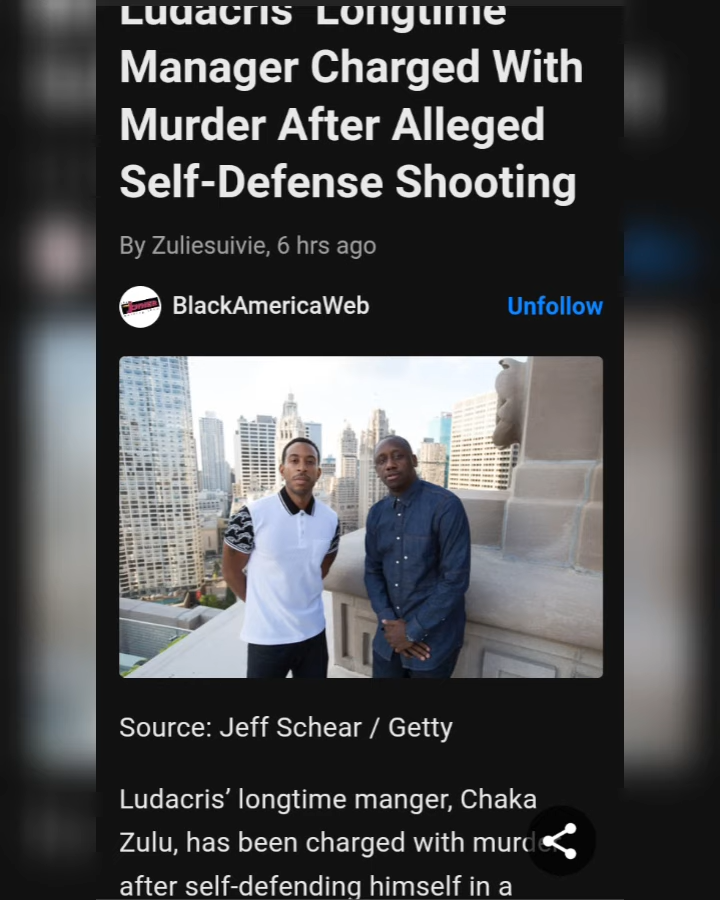 Ludacris' Longtime
Manager Charged With
Murder After Alleged
Self-Defense Shooting
By Zuliesuivie, 6 hrs ago
BlackAmericaWeb
Unfollow
Source: Jeff Schear / Getty
Ludacris’ longtime manger, Chaka
Zulu, has been charged with murder
after self-defending himself in a